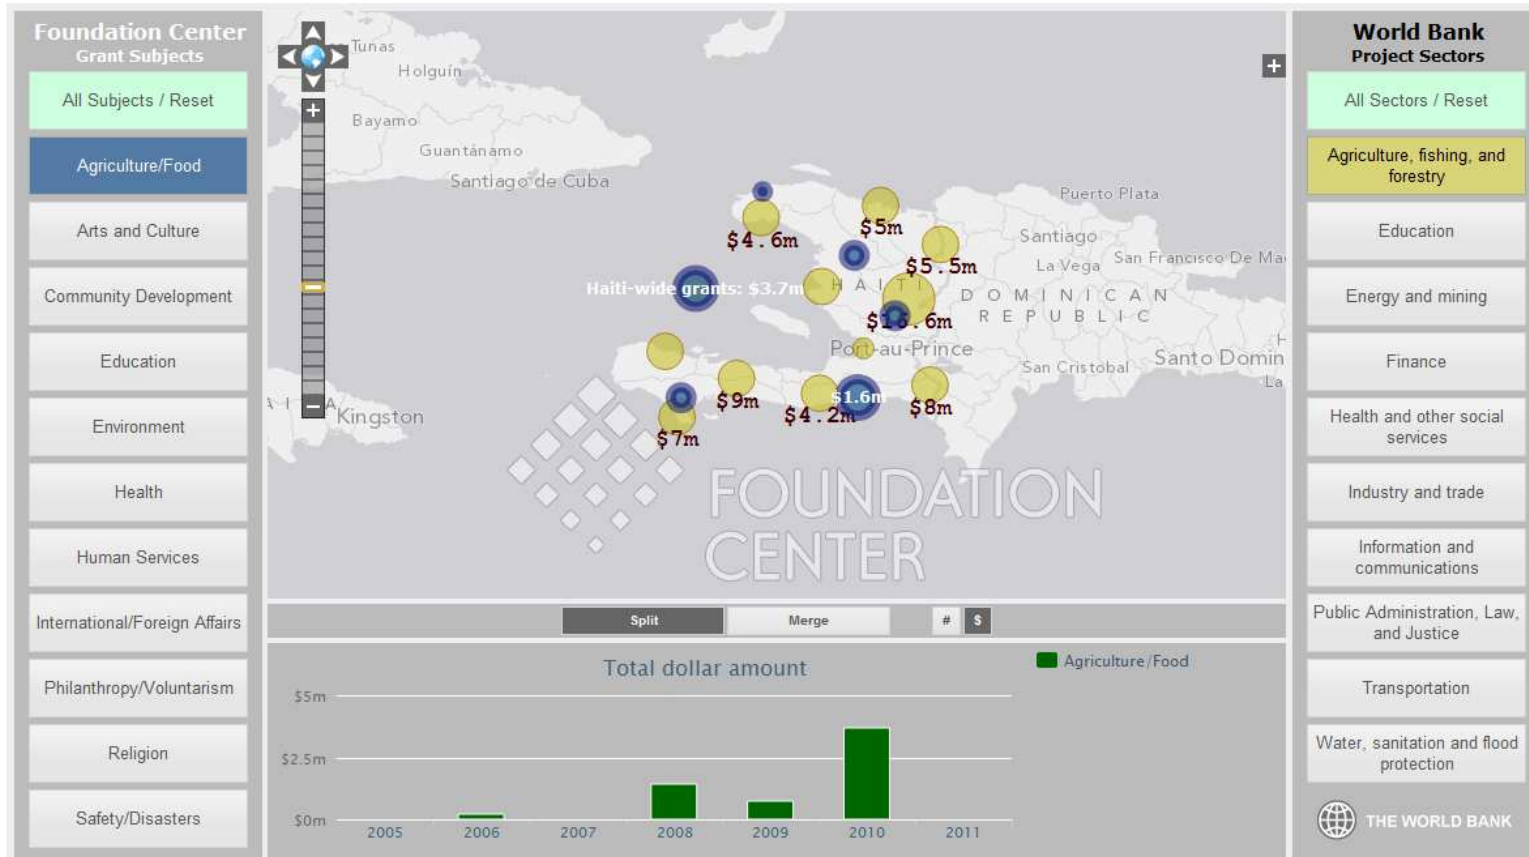 Foundation Center
Grant Subjects
All Subjects / Reset
Agriculture/Food
Arts and Culture
Community Development
Education
Environment
Health
Human Services
International/Foreign Affairs
Philanthropy/Voluntarism
Religion
Safety/Disasters
Tunas
Holguín
Bayamo
Guantánamo
Santiago de Cuba
Puerto Plata
$4.6m
$5m
Santiago
$5.5m
La Vega
San Francisco De Mac
Haiti-wide grants: $3.7m
HAITI
DOMINICAN
REPUBLIC
Port-au-Prince
San Cristobal
Santo Domin
La
Kingston
$9m
$4.2m
$1.6m
$8m
$7m
FOUNDATION
CENTER
Split
Merge
#
$
Total dollar amount
Agriculture/Food
$5m
$2.5m
$0m
2005
2006
2007
2008
2009
2010
2011
World Bank
Project Sectors
All Sectors / Reset
Agriculture, fishing, and
forestry
Education
Energy and mining
Finance
Health and other social
services
Industry and trade
Information and
communications
Public Administration, Law,
and Justice
Transportation
Water, sanitation and flood
protection
THE WORLD BANK